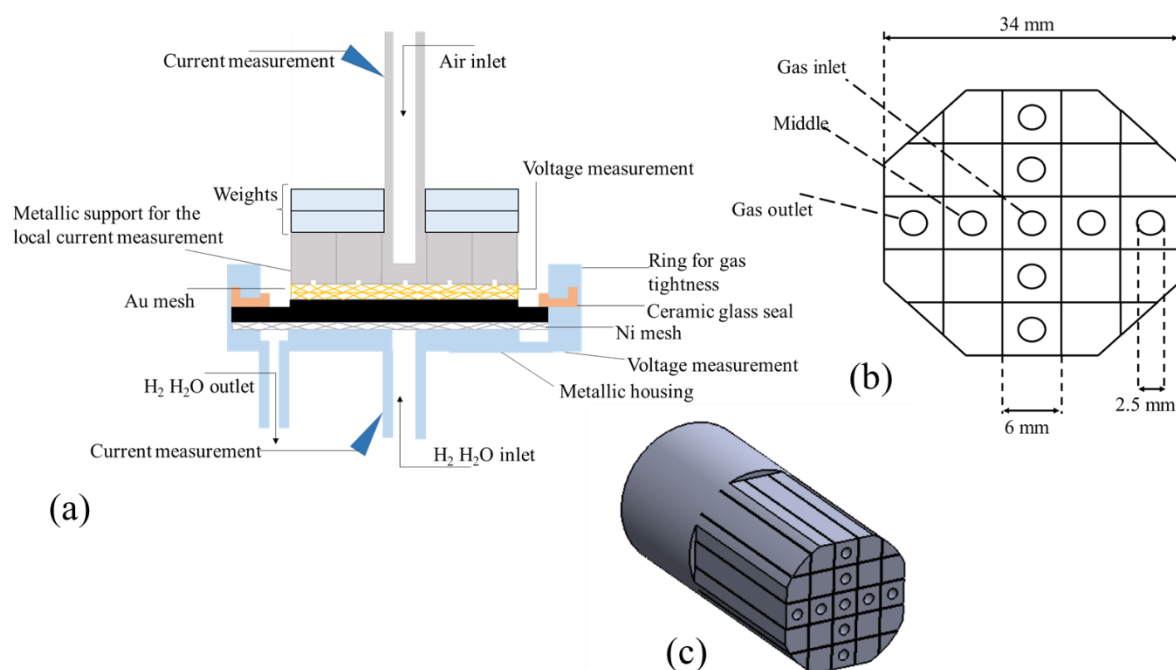 Current measurement
Air inlet
Weights
Voltage measurement
Metallic support for the
local current measurement
Ring for gas
tightness
Au mesh
Ceramic glass seal
Ni mesh
Voltage measurement
H₂ H₂O outlet
Metallic housing
Current measurement
H₂ H₂O inlet
(a)
34 mm
Gas inlet
Middle
Gas outlet
2.5 mm
6 mm
(b)
(c)